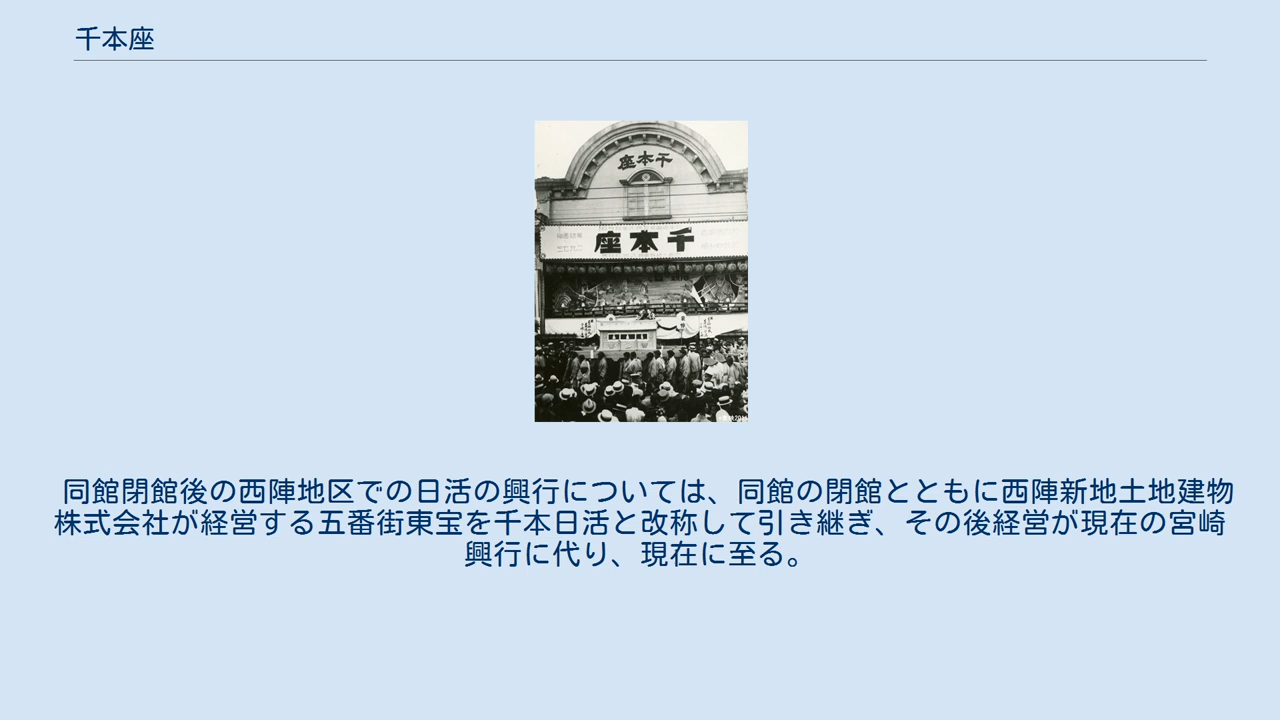 千本座
座本千
座本千
同館閉館後の西陣地区での日活の興行については、同館の閉館とともに西陣新地土地建物
株式会社が経営する五番街東宝を千本日活と改称して引き継ぎ、その後経営が現在の宮崎
興行に代り、現在に至る。